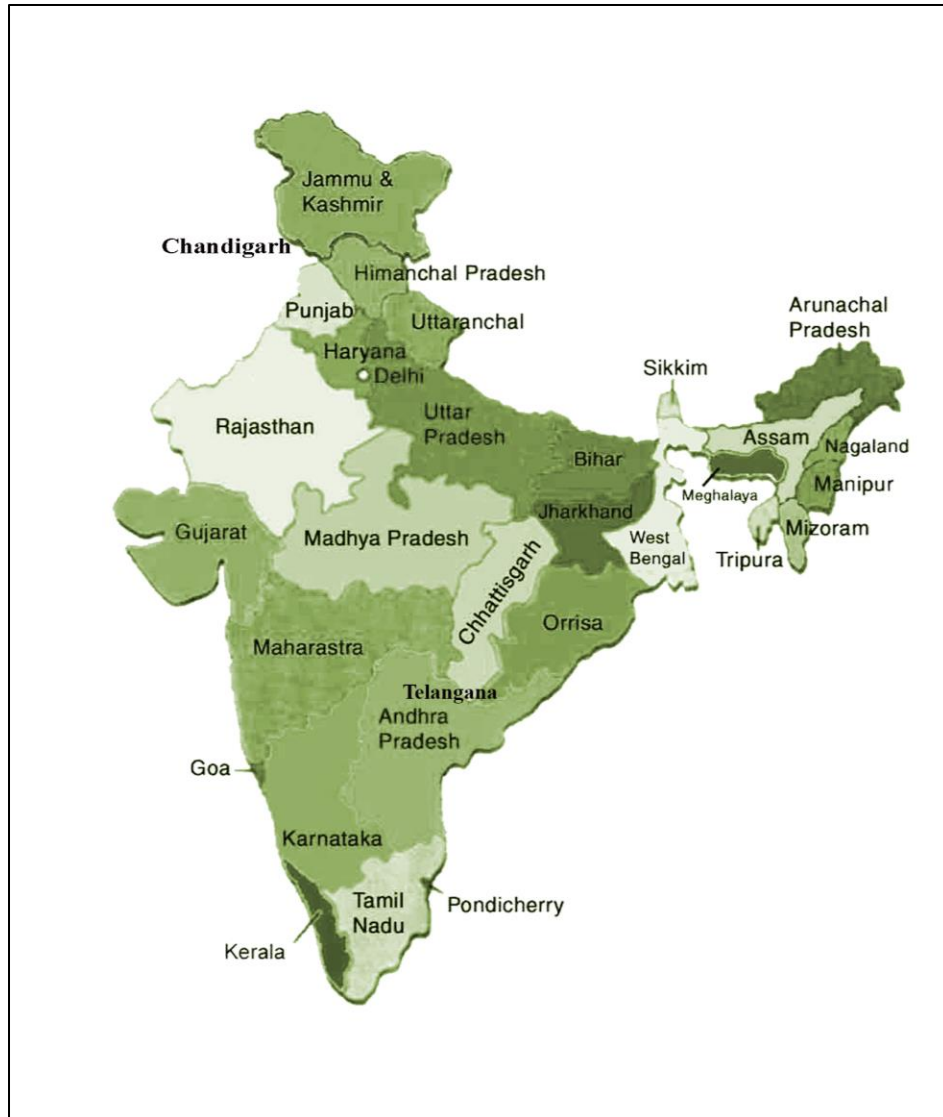 Jammu &
Kashmir
Chandigarh
Himanchal Pradesh
Punjab
Uttaranchal
Arunachal
Pradesh
Haryana
Delhi
Sikkim
Uttar
Pradesh
Rajasthan
Assam
Nagaland
Bihar
Meghalaya
Manipur
Jharkhand
Gujarat
Madhya Pradesh
West
Bengal
Mizoram
Tripura
Chhattisgarh
Orrisa
Maharastra
Telangana
Andhra
Pradesh
Goa
Karnataka
Tamil
Nadu
Pondicherry
Kerala